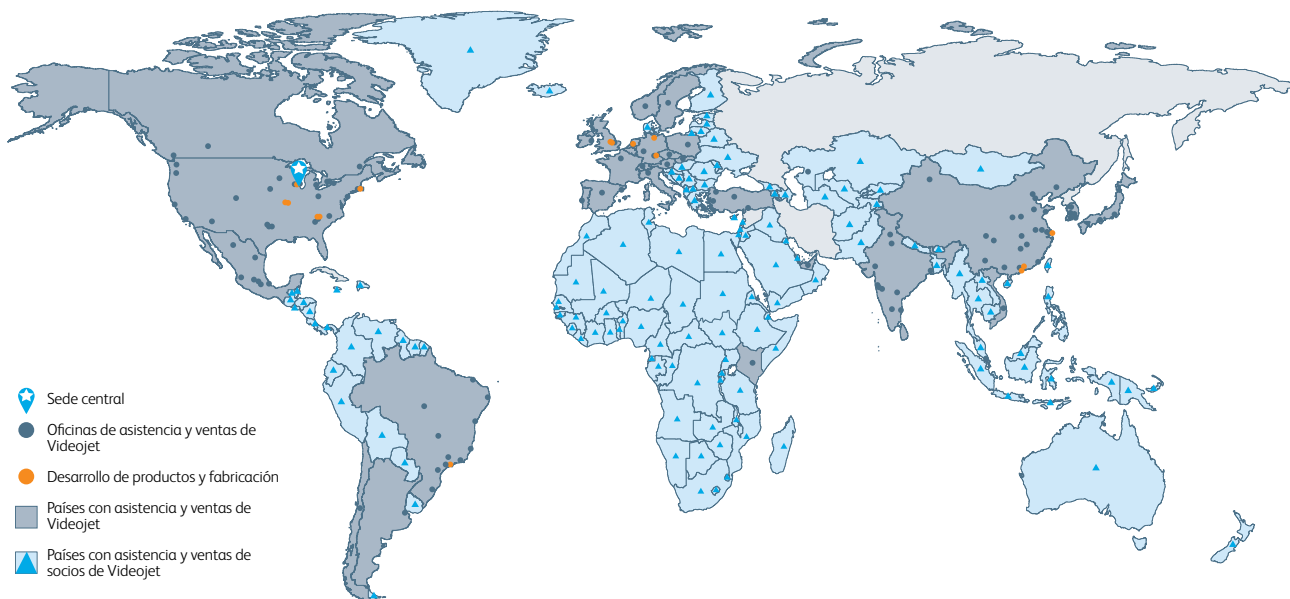 Sede central
Oficinas de asistencia y ventas de
Videojet
Desarrollo de productos y fabricación
Países con asistencia y ventas de
Videojet
Países con asistencia y ventas de
socios de Videojet